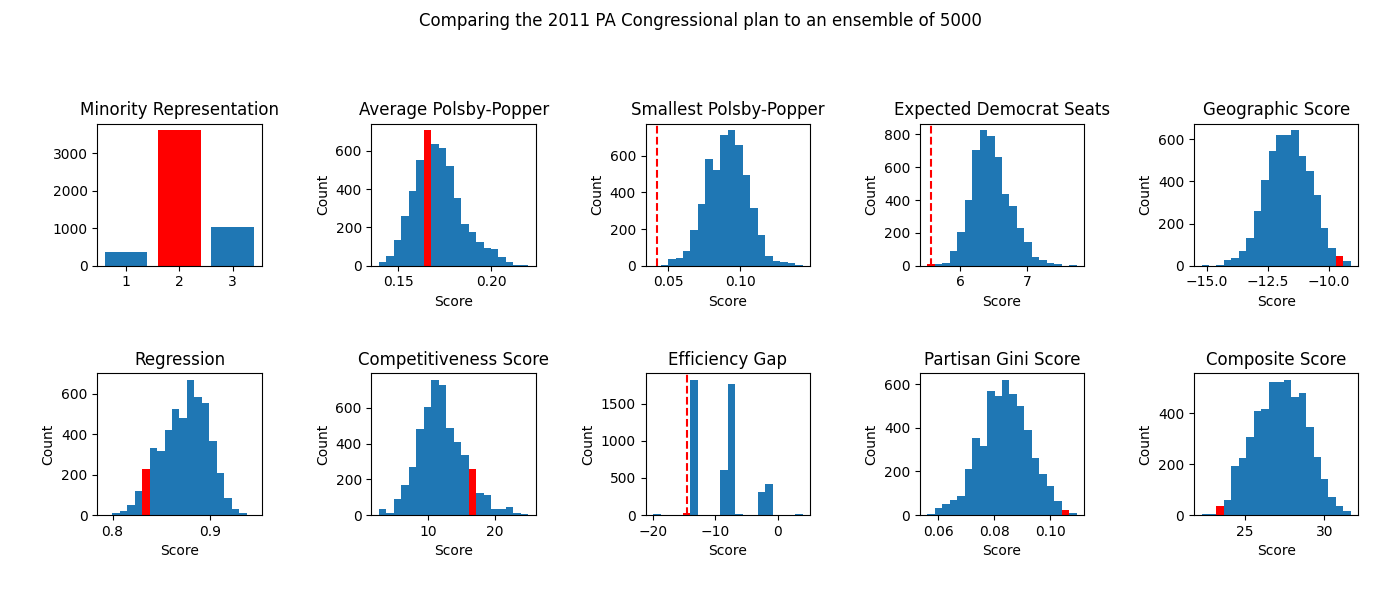 Comparing the 2011 PA Congressional plan to an ensemble of 5000
Minority Representation
3000
2000
1000
0
1 2 3
Average Polsby-Popper
Count
600
400
200
0
0.15 0.20
Score
Smallest Polsby-Popper
Count
600
400
200
0
0.05 0.10
Score
Expected Democrat Seats
Count
800
600
400
200
0
6 7
Score
Geographic Score
Count
600
400
200
0
−15.0 −12.5 −10.0
Score
Regression
Count
600
400
200
0
0.8 0.9
Score
Competitiveness Score
Count
600
400
200
0
10 20
Score
Efficiency Gap
Count
1500
1000
500
0
−20 −10 0
Score
Partisan Gini Score
Count
600
400
200
0
0.06 0.08 0.10
Score
Composite Score
Count
400
200
0
25 30
Score